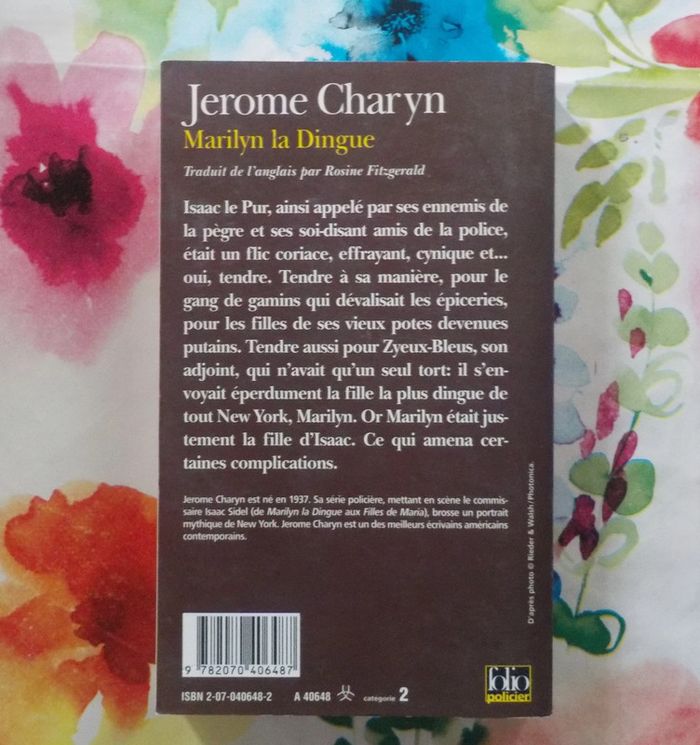 Jerome Charyn
Marilyn la Dingue
Traduit de l'anglais par Rosine Fitzgerald
Isaac le Pur, ainsi appelé par ses ennemis de
la pègre et ses soi-disant amis de la police,
était un flic coriace, effrayant, cynique et...
oui, tendre. Tendre à sa manière, pour le
gang de gamins qui dévalisait les épiceries,
pour les filles de ses vieux potes devenues
putains. Tendre aussi pour Zyeux-Bleus, son
adjoint, qui n'avait qu'un seul tort: il s'en-
voyait éperdument la fille la plus dingue de
tout New York, Marilyn. Or Marilyn était jus-
tement la fille d'Isaac. Ce qui amena cer-
taines complications.
Jerome Charyn est né en 1937. Sa série policière, mettant en scène le commis-
saire Isaac Sidel (de Marilyn la Dingue aux Filles de Maria), brosse un portrait
mythique de New York. Jerome Charyn est un des meilleurs écrivains américains
contemporains.
D'après photo © Rieder & Walsh/Photonica.
9 782070 406487
ISBN 2-07-040648-2 A 40648 catégorie 2
folio
policier